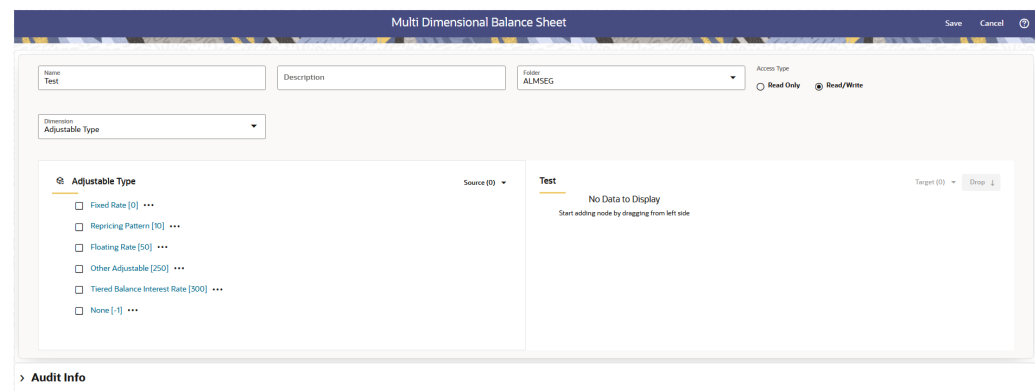 Multi Dimensional Balance Sheet
Save Cancel ?
Name
Test
Description
Folder
ALMSEG
Access Type
Read Only Read/Write
Dimension
Adjustable Type
Adjustable Type Source (0)
Fixed Rate [0] •••
Repricing Pattern [10] •••
Floating Rate [50] •••
Other Adjustable [250] •••
Tiered Balance Interest Rate [300] •••
None [-1] •••
Test Target (0) Drop ↓
No Data to Display
Start adding node by dragging from left side
> Audit Info